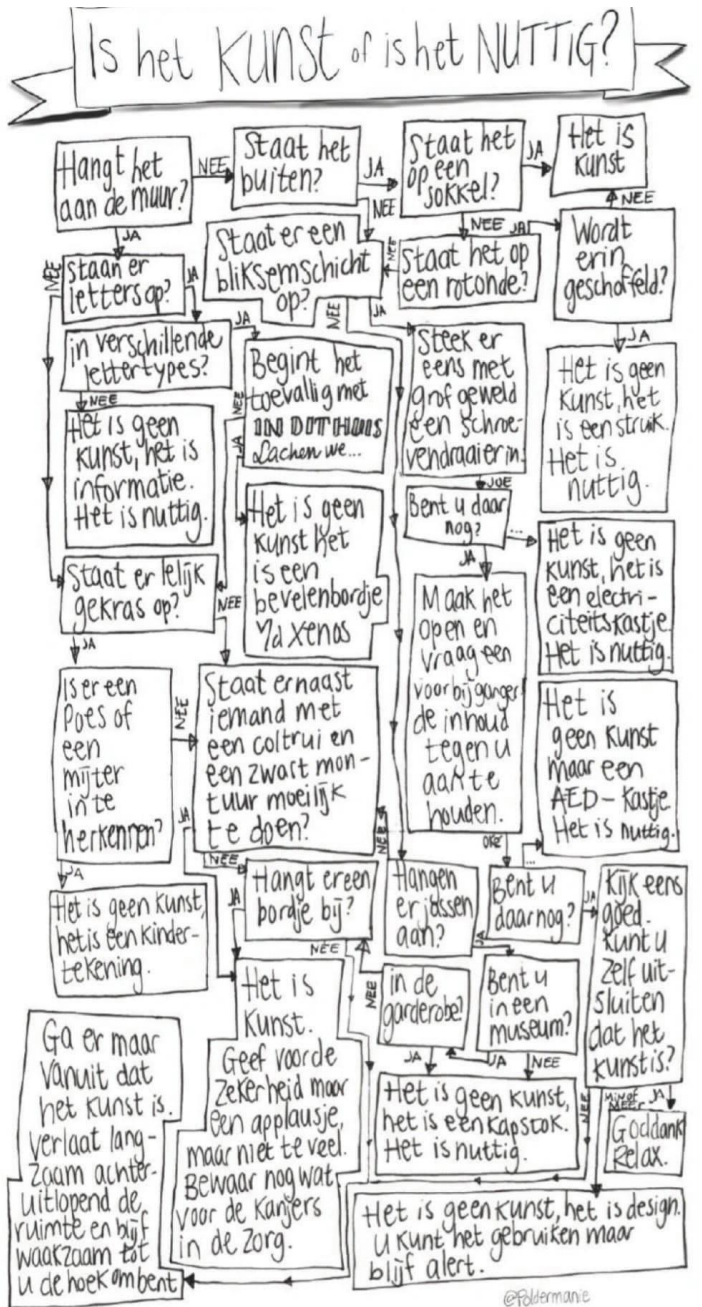 Is het KUNST of is het NUTTIG?
Hangt het
aan de muur?
NEE
Staat het
buiten?
JA
Staat het
op een
sokkel?
JA
Het is
kunst
JA
NEE
NEE
JA
NEE
Staan er
letters op?
NEE
JA
Staat er een
bliksemschicht
op?
NEE
Staat het op
een rotonde?
Wordt
erin
geschoffeld?
in verschillende
lettertypes?
JA
NEE
JA
JA
NEE
Begint het
toevallig met
IN DIT HUIS
Lachen we...
NEE
JA
Steek er
eens met
grof geweld
een schroe-
vendraaier in.
Het is geen
kunst, het
is een struik.
Het is
nuttig.
Het is geen
kunst, het is
informatie.
Het is nuttig.
JOE
Het is geen
kunst het
is een
bevelenbordje
v/d Xenos
Bent u daar
nog?
...
JA
Het is geen
kunst, het is
een electri-
citeitskastje.
Het is nuttig.
Staat er lelijk
gekras op?
NEE
JA
Maak het
open en
vraag een
voorbijganger
de inhoud
tegen u
aan te
houden.
Is er een
poes of
een
mijter
in te
herkennen?
NEE
Staat ernaast
iemand met
een coltrui en
een zwart mon-
tuur moeilijk
te doen?
Het is
geen kunst
maar een
AED-kastje.
Het is nuttig.
JA
NEE
NEE
OKE
...
JA
Het is geen kunst,
het is een kinder-
tekening.
JA
Hangt er een
bordje bij?
NEE
Hangen
er jassen
aan?
JA
Bent u
daar nog?
JA
Kijk eens
goed.
Kunt u
zelf uit-
sluiten
dat het
kunst is?
NEE
in de
garderobe?
JA
Bent u
in een
museum?
JA
NEE
Het is
kunst.
Geef voor de
zekerheid maar
een applausje,
maar niet te veel.
Bewaar nog wat
voor de kanjers
in de zorg.
Het is geen kunst,
het is een kapstok.
Het is nuttig.
NEE
MIN OF
MEER
JA
Goddank
Relax.
Ga er maar
vanuit dat
het kunst is.
Verlaat lang-
zaam achter-
uitlopend de
ruimte en blijf
waakzaam tot
u de hoek om bent
Het is geen kunst, het is design.
U kunt het gebruiken maar
blijf alert.
@foldermanie